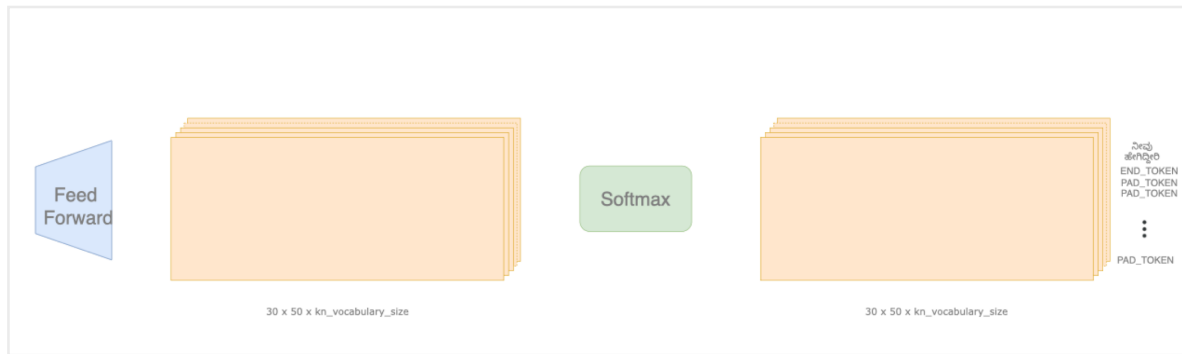 Feed
Forward
30 x 50 x kn_vocabulary_size
Softmax
30 x 50 x kn_vocabulary_size
ನೀವು
ಹೇಗಿದ್ದೀರಿ
END_TOKEN
PAD_TOKEN
PAD_TOKEN
PAD_TOKEN